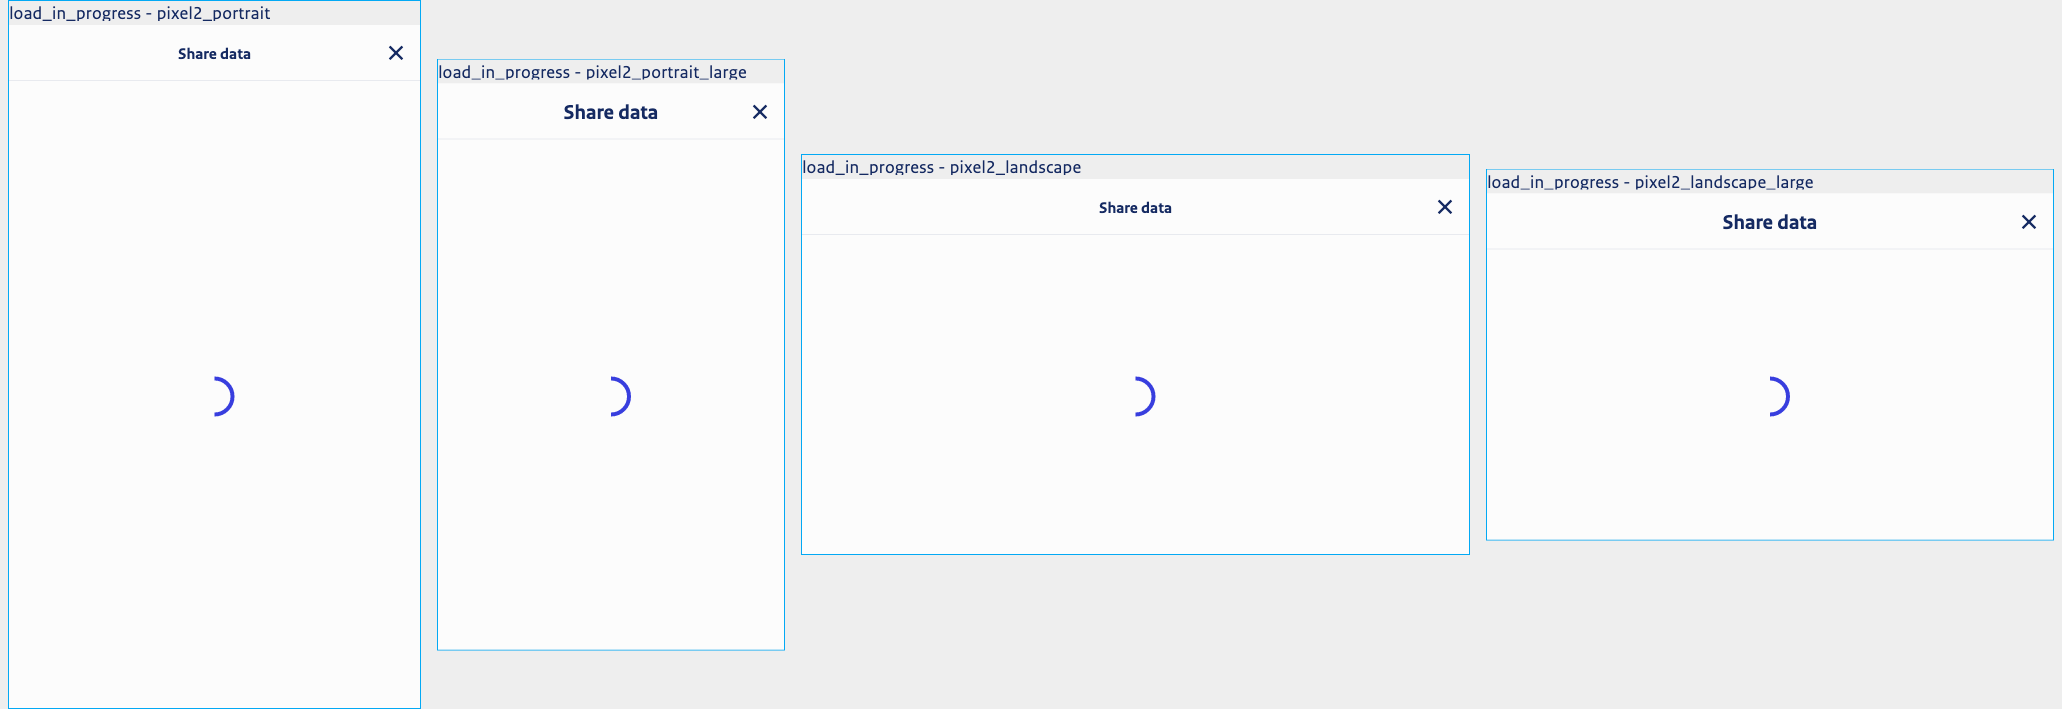 load_in_progress - pixel2_portrait
Share data
load_in_progress - pixel2_portrait_large
Share data
load_in_progress - pixel2_landscape
Share data
load_in_progress - pixel2_landscape_large
Share data